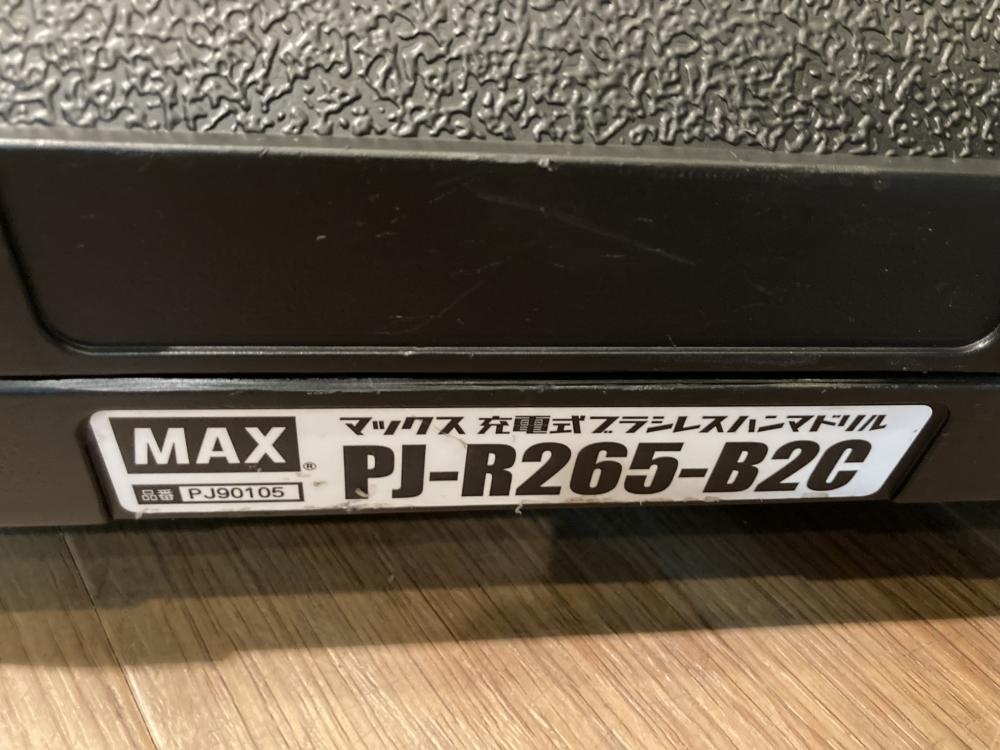 MAX®
品番 PJ90105
マックス 充電式ブラシレスハンマドリル
PJ-R265-B2C